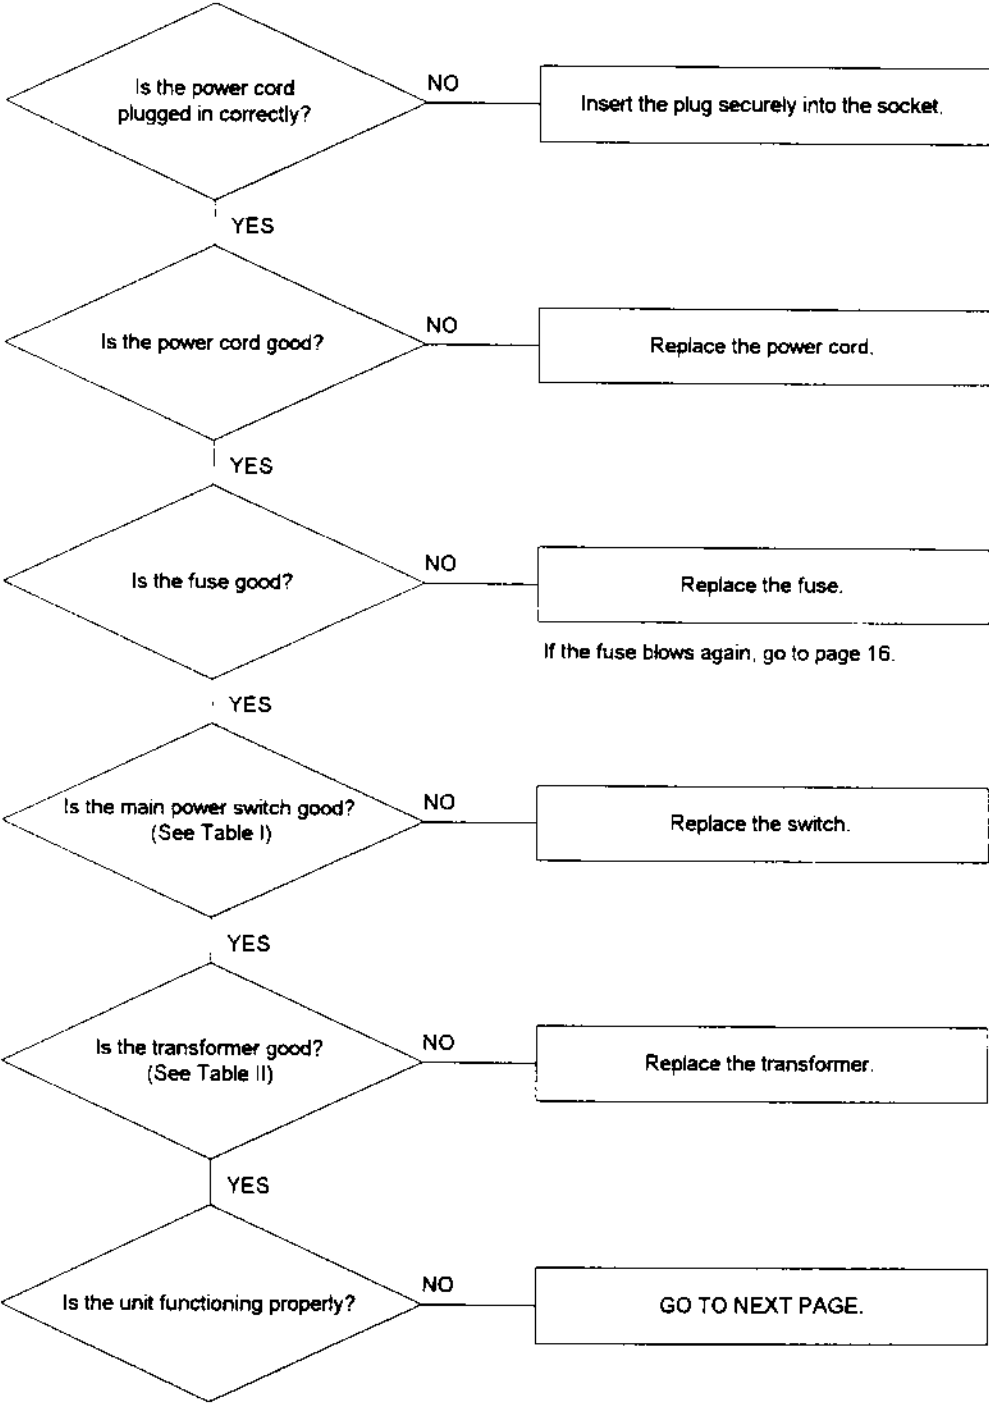 Is the power cord
plugged in correctly?
NO
Insert the plug securely into the socket.
YES
Is the power cord good?
NO
Replace the power cord.
YES
Is the fuse good?
NO
Replace the fuse.
If the fuse blows again, go to page 16.
YES
Is the main power switch good?
(See Table I)
NO
Replace the switch.
YES
Is the transformer good?
(See Table II)
NO
Replace the transformer.
YES
Is the unit functioning properly?
NO
GO TO NEXT PAGE.